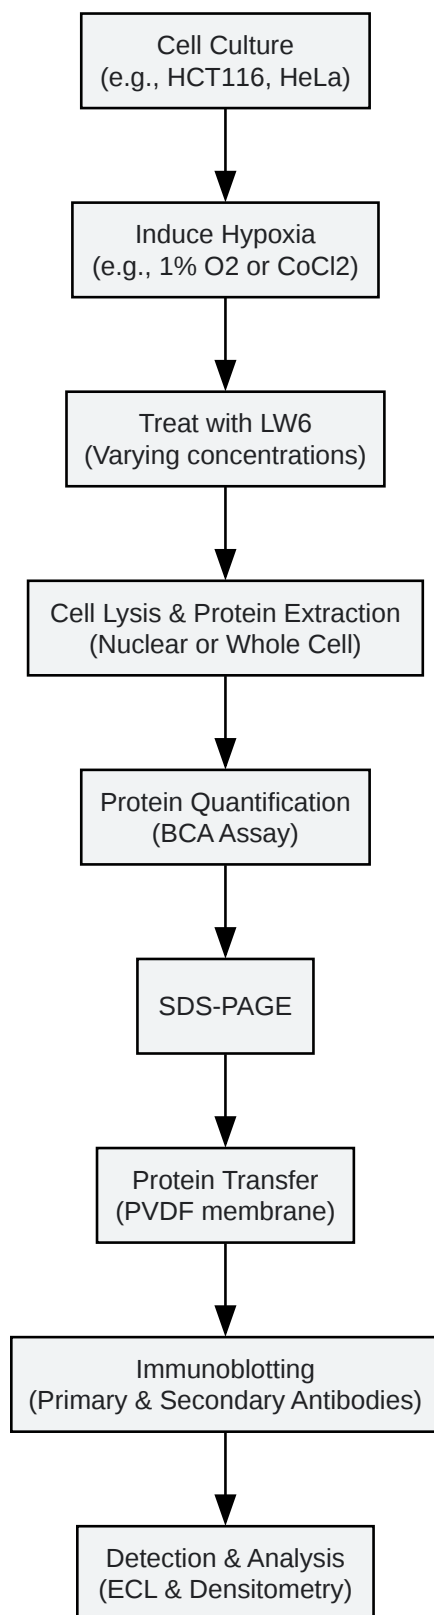 Cell Culture
(e.g., HCT116, HeLa)
Induce Hypoxia
(e.g., 1% O2 or CoCl2)
Treat with LW6
(Varying concentrations)
Cell Lysis & Protein Extraction
(Nuclear or Whole Cell)
Protein Quantification
(BCA Assay)
SDS-PAGE
Protein Transfer
(PVDF membrane)
Immunoblotting
(Primary & Secondary Antibodies)
Detection & Analysis
(ECL & Densitometry)